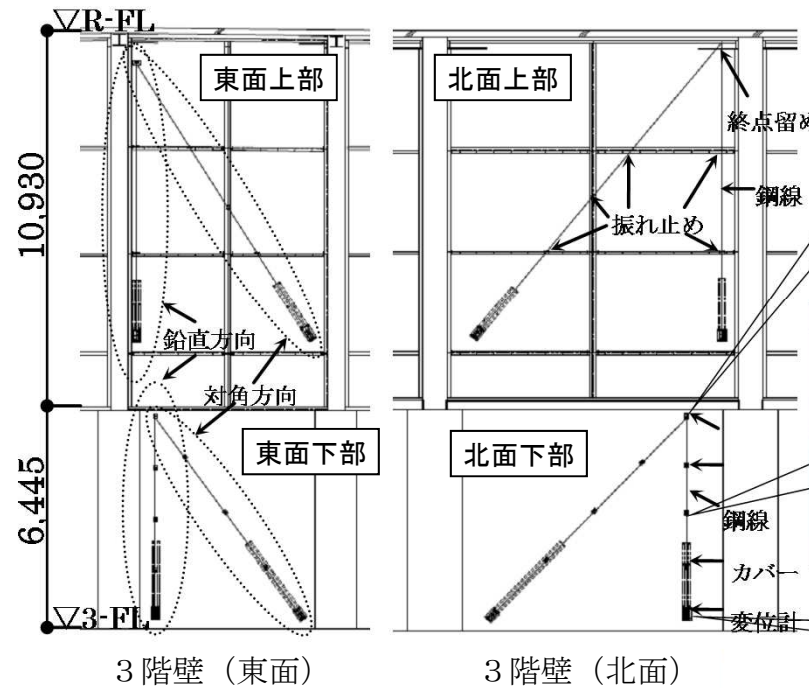 ▽R-FL
東面上部
北面上部
終点留め
10,930
鋼線
振れ止め
鉛直方向
対角方向
東面下部
北面下部
6,445
鋼線
カバー
変位計
▽3-FL
３階壁（東面）
３階壁（北面）